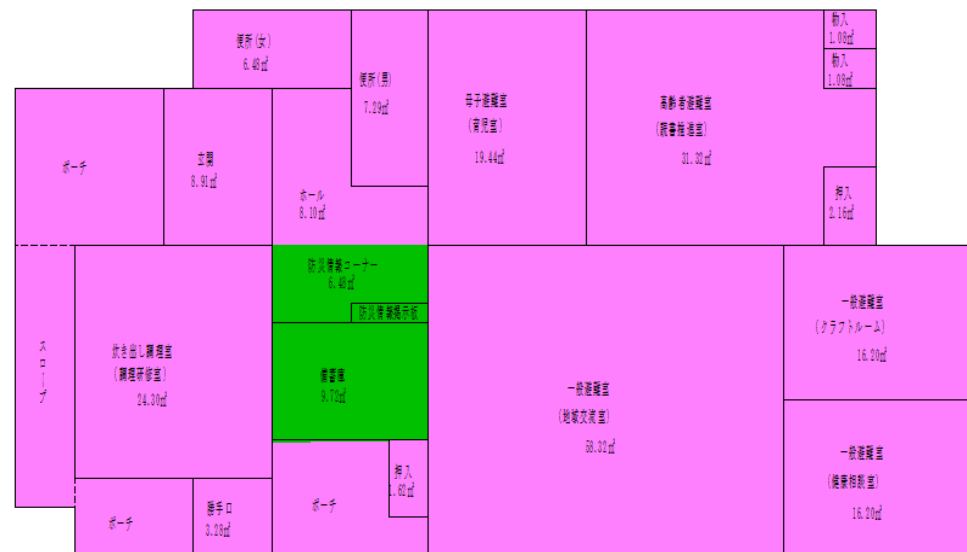 便所(女)
6.48㎡
便所(男)
7.29㎡
母子避難室
(育児室)
19.44㎡
高齢者避難室
(読書推進室)
31.32㎡
物入
1.08㎡
物入
1.08㎡
押入
2.16㎡
ポーチ
玄関
8.91㎡
ホール
8.10㎡
防災情報コーナー
6.48㎡
防災情報掲示板
備蓄庫
9.72㎡
スロープ
炊き出し調理室
(調理研修室)
24.30㎡
一般避難室
(地域交流室)
58.32㎡
一般避難室
(クラフトルーム)
16.20㎡
一般避難室
(健康相談室)
16.20㎡
ポーチ
勝手口
3.28㎡
ポーチ
押入
1.62㎡